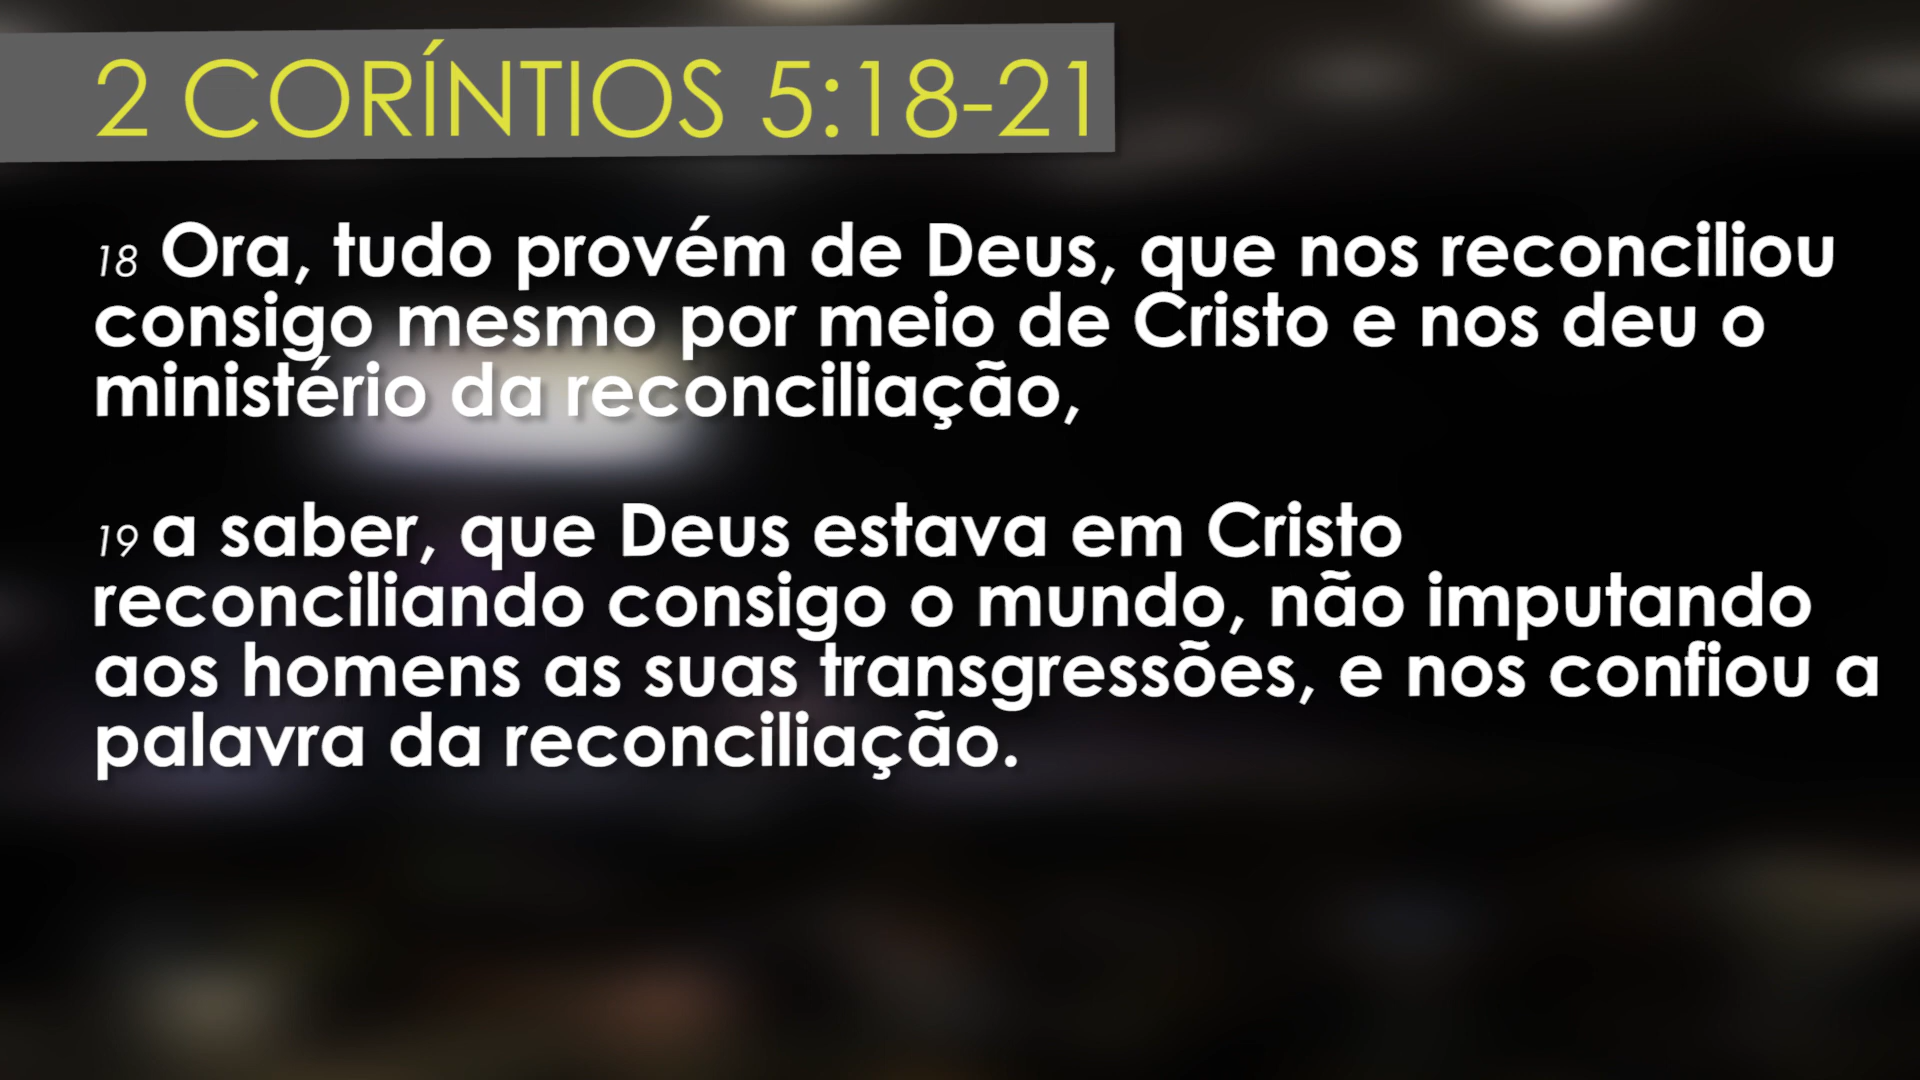 2 CORÍNTIOS 5:18-21
18 Ora, tudo provém de Deus, que nos reconciliou
consigo mesmo por meio de Cristo e nos deu o
ministério da reconciliação,
19 a saber, que Deus estava em Cristo
reconciliando consigo o mundo, não imputando
aos homens as suas transgressões, e nos confiou a
palavra da reconciliação.